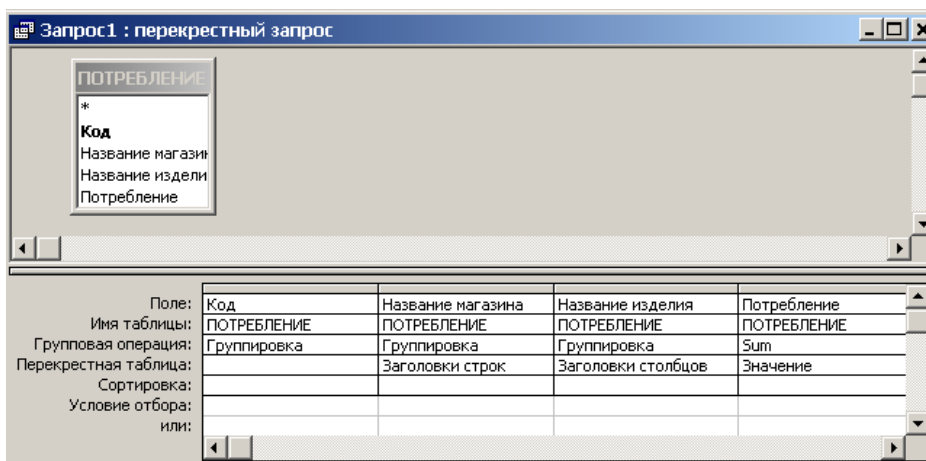 Запрос1 : перекрестный запрос
ПОТРЕБЛЕНИЕ
*
Код
Название магазин
Название издели
Потребление
Поле: Код Название магазина Название изделия Потребление
Имя таблицы: ПОТРЕБЛЕНИЕ ПОТРЕБЛЕНИЕ ПОТРЕБЛЕНИЕ ПОТРЕБЛЕНИЕ
Групповая операция: Группировка Группировка Группировка Sum
Перекрестная таблица: Заголовки строк Заголовки столбцов Значение
Сортировка:
Условие отбора:
или: